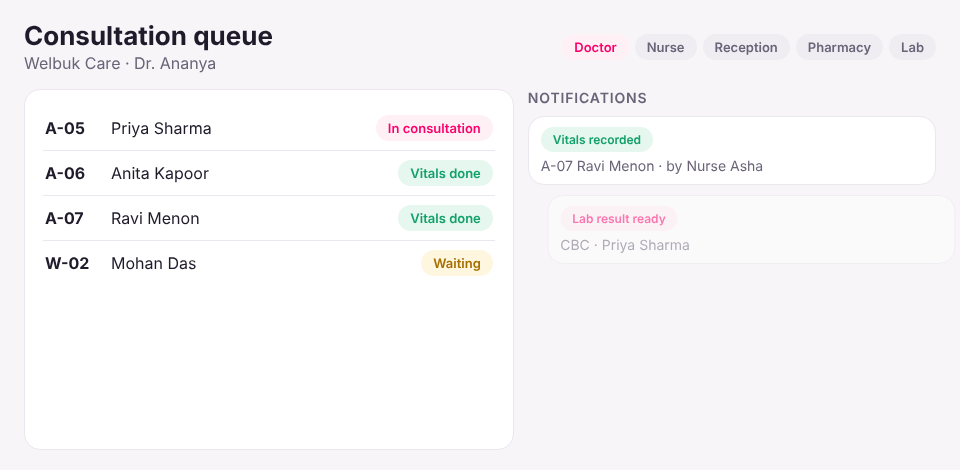 Consultation queue
Welbuk Care · Dr. Ananya
Doctor Nurse Reception Pharmacy Lab
A-05 Priya Sharma In consultation
A-06 Anita Kapoor Vitals done
A-07 Ravi Menon Vitals done
W-02 Mohan Das Waiting
NOTIFICATIONS
Vitals recorded
A-07 Ravi Menon · by Nurse Asha
Lab result ready
CBC · Priya Sharma